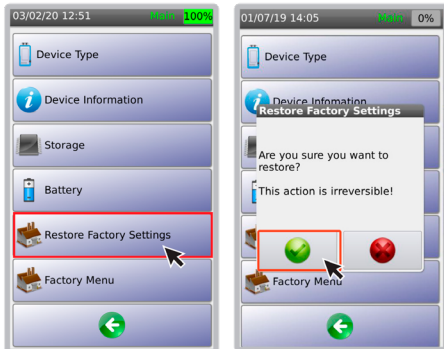 03/02/20 12:51 Main 100%
Device Type
Device Information
Storage
Battery
Restore Factory Settings
Factory Menu
01/07/19 14:05 Main 0%
Device Type
Device Infomation
Restore Factory Settings
Are you sure you want to
restore?
This action is irreversible!
Factory Menu